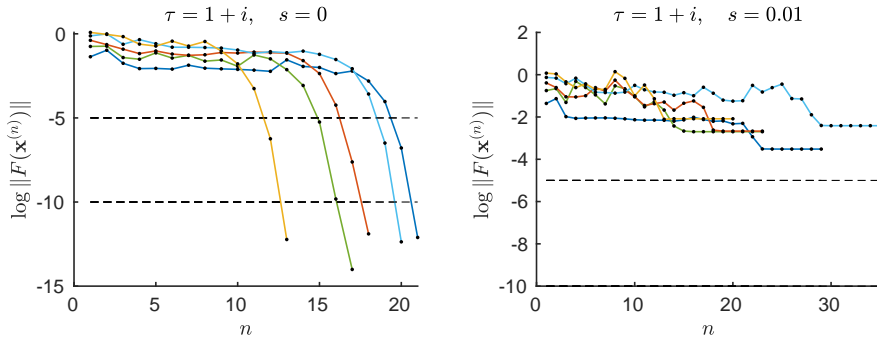 τ = 1 + i, s = 0
0
-5
-10
-15
0 5 10 15 20
n
log ||F(x^(n))||
τ = 1 + i, s = 0.01
2
0
-2
-4
-6
-8
-10
0 10 20 30
n
log ||F(x^(n))||